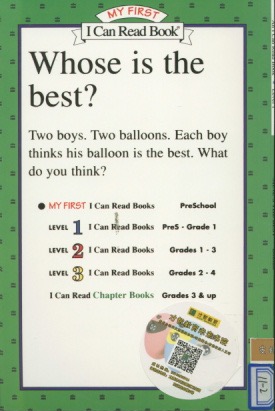 MY FIRST
I Can Read Book
Whose is the
best?
Two boys. Two balloons. Each boy
thinks his balloon is the best. What
do you think?
● MY FIRST I Can Read Books PreSchool
LEVEL 1 I Can Read Books PreS - Grade 1
LEVEL 2 I Can Read Books Grades 1 - 3
LEVEL 3 I Can Read Books Grades 2 - 4
I Can Read Chapter Books Grades 3 & up
11-2